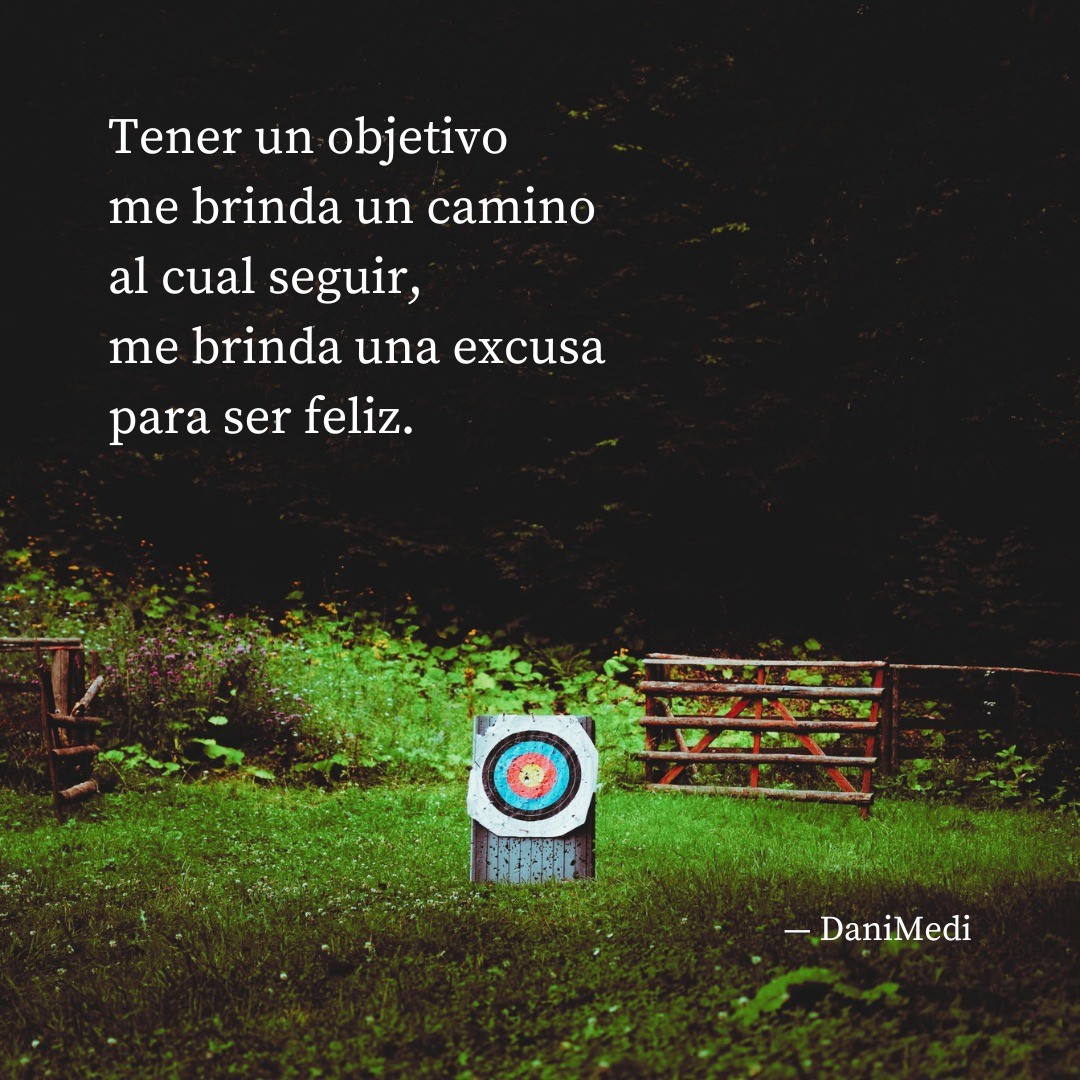 Tener un objetivo
me brinda un camino
al cual seguir,
me brinda una excusa
para ser feliz.
— DaniMedi